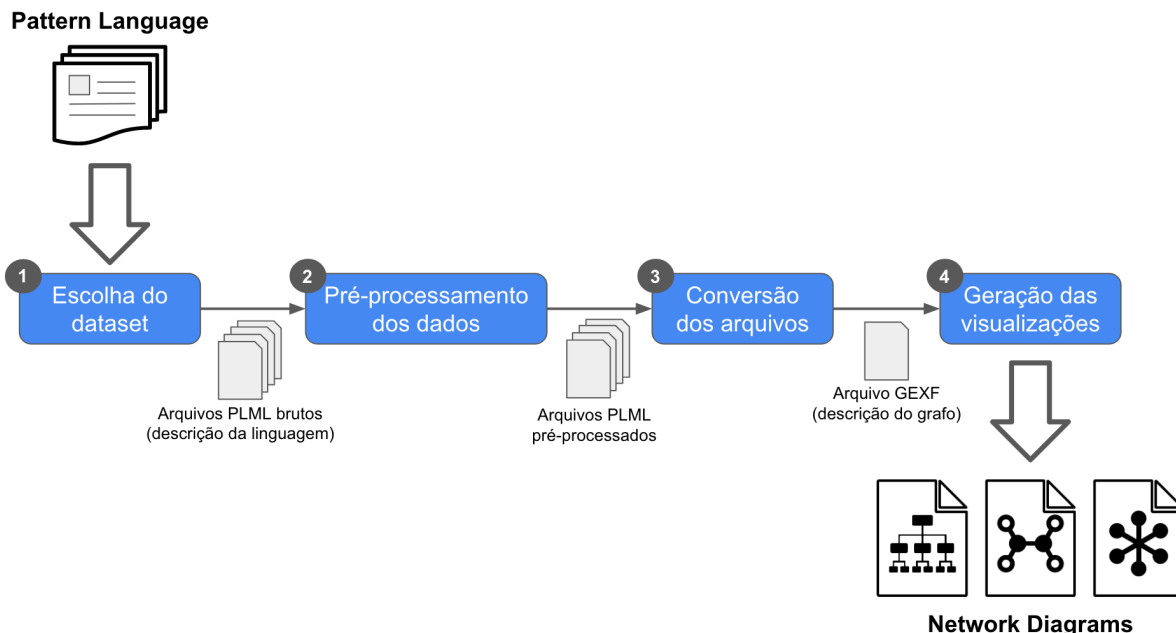 Pattern Language
1
Escolha do
dataset
2
Pré-processamento
dos dados
3
Conversão
dos arquivos
4
Geração das
visualizações
Arquivos PLML brutos
(descrição da linguagem)
Arquivos PLML
pré-processados
Arquivo GEXF
(descrição do grafo)
Network Diagrams